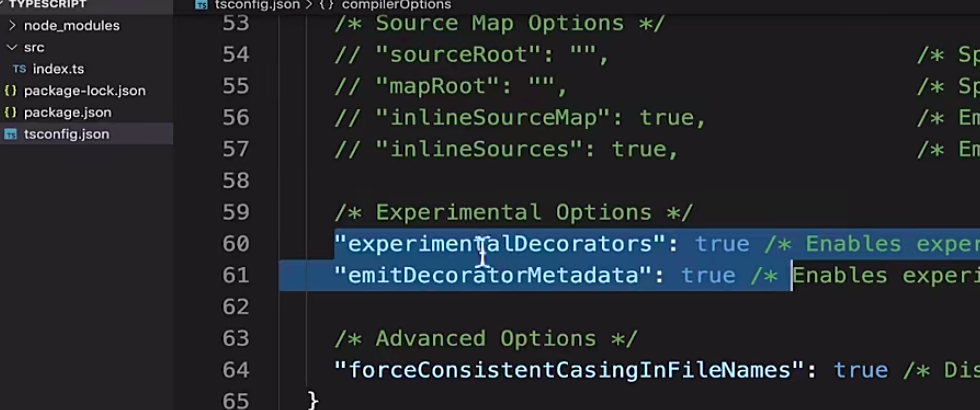 TYPESCRIPT
node_modules
src
TS index.ts
{} package-lock.json
{} package.json
TS tsconfig.json
tsconfig.json > {} compilerOptions
53 /* Source Map Options */
54 // "sourceRoot": "", /* Sp
55 // "mapRoot": "", /* Sp
56 // "inlineSourceMap": true, /* Em
57 // "inlineSources": true, /* Em
58
59 /* Experimental Options */
60 "experimentalDecorators": true /* Enables exper
61 "emitDecoratorMetadata": true /* Enables experi
62
63 /* Advanced Options */
64 "forceConsistentCasingInFileNames": true /* Dis
65 }